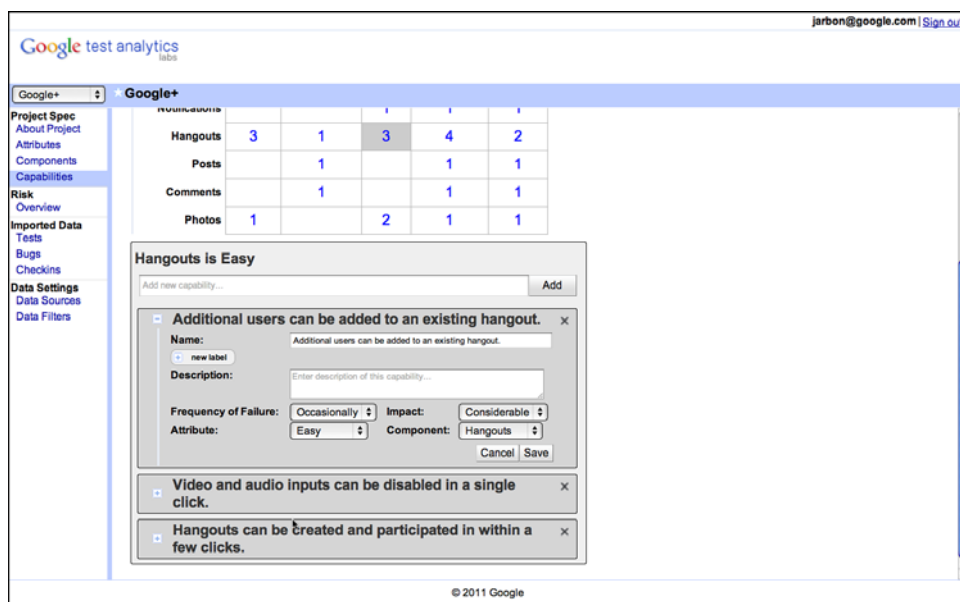 jarbon@google.com | Sign out
Google test analytics
labs
Google+
Google+
Project Spec
About Project
Attributes
Components
Capabilities
Risk
Overview
Imported Data
Tests
Bugs
Checkins
Data Settings
Data Sources
Data Filters
Notifications 1 1 1
Hangouts 3 1 3 4 2
Posts 1 1 1
Comments 1 1 1
Photos 1 2 1 1
Hangouts is Easy
Add new capability... Add
Additional users can be added to an existing hangout. x
Name: Additional users can be added to an existing hangout.
+ new label
Description: Enter description of this capability...
Frequency of Failure: Occasionally Impact: Considerable
Attribute: Easy Component: Hangouts
Cancel Save
Video and audio inputs can be disabled in a single x
click.
Hangouts can be created and participated in within a x
few clicks.
© 2011 Google